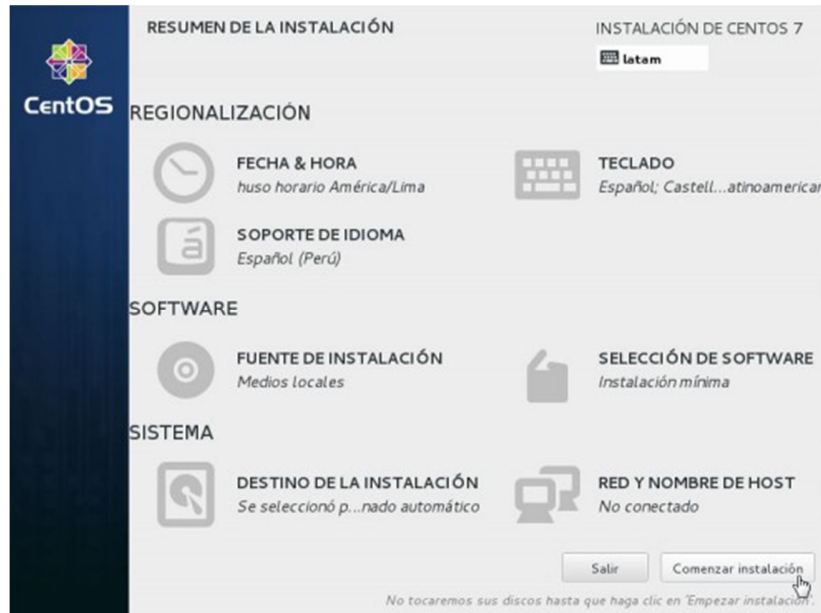 RESUMEN DE LA INSTALACIÓN
INSTALACIÓN DE CENTOS 7
latam
CentOS
REGIONALIZACIÓN
FECHA & HORA
huso horario América/Lima
TECLADO
Español; Castell...atinoamerican
SOPORTE DE IDIOMA
Español (Perú)
SOFTWARE
FUENTE DE INSTALACIÓN
Medios locales
SELECCIÓN DE SOFTWARE
Instalación mínima
SISTEMA
DESTINO DE LA INSTALACIÓN
Se seleccionó p...nado automático
RED Y NOMBRE DE HOST
No conectado
Salir
Comenzar instalación
No tocaremos sus discos hasta que haga clic en 'Empezar instalación'.